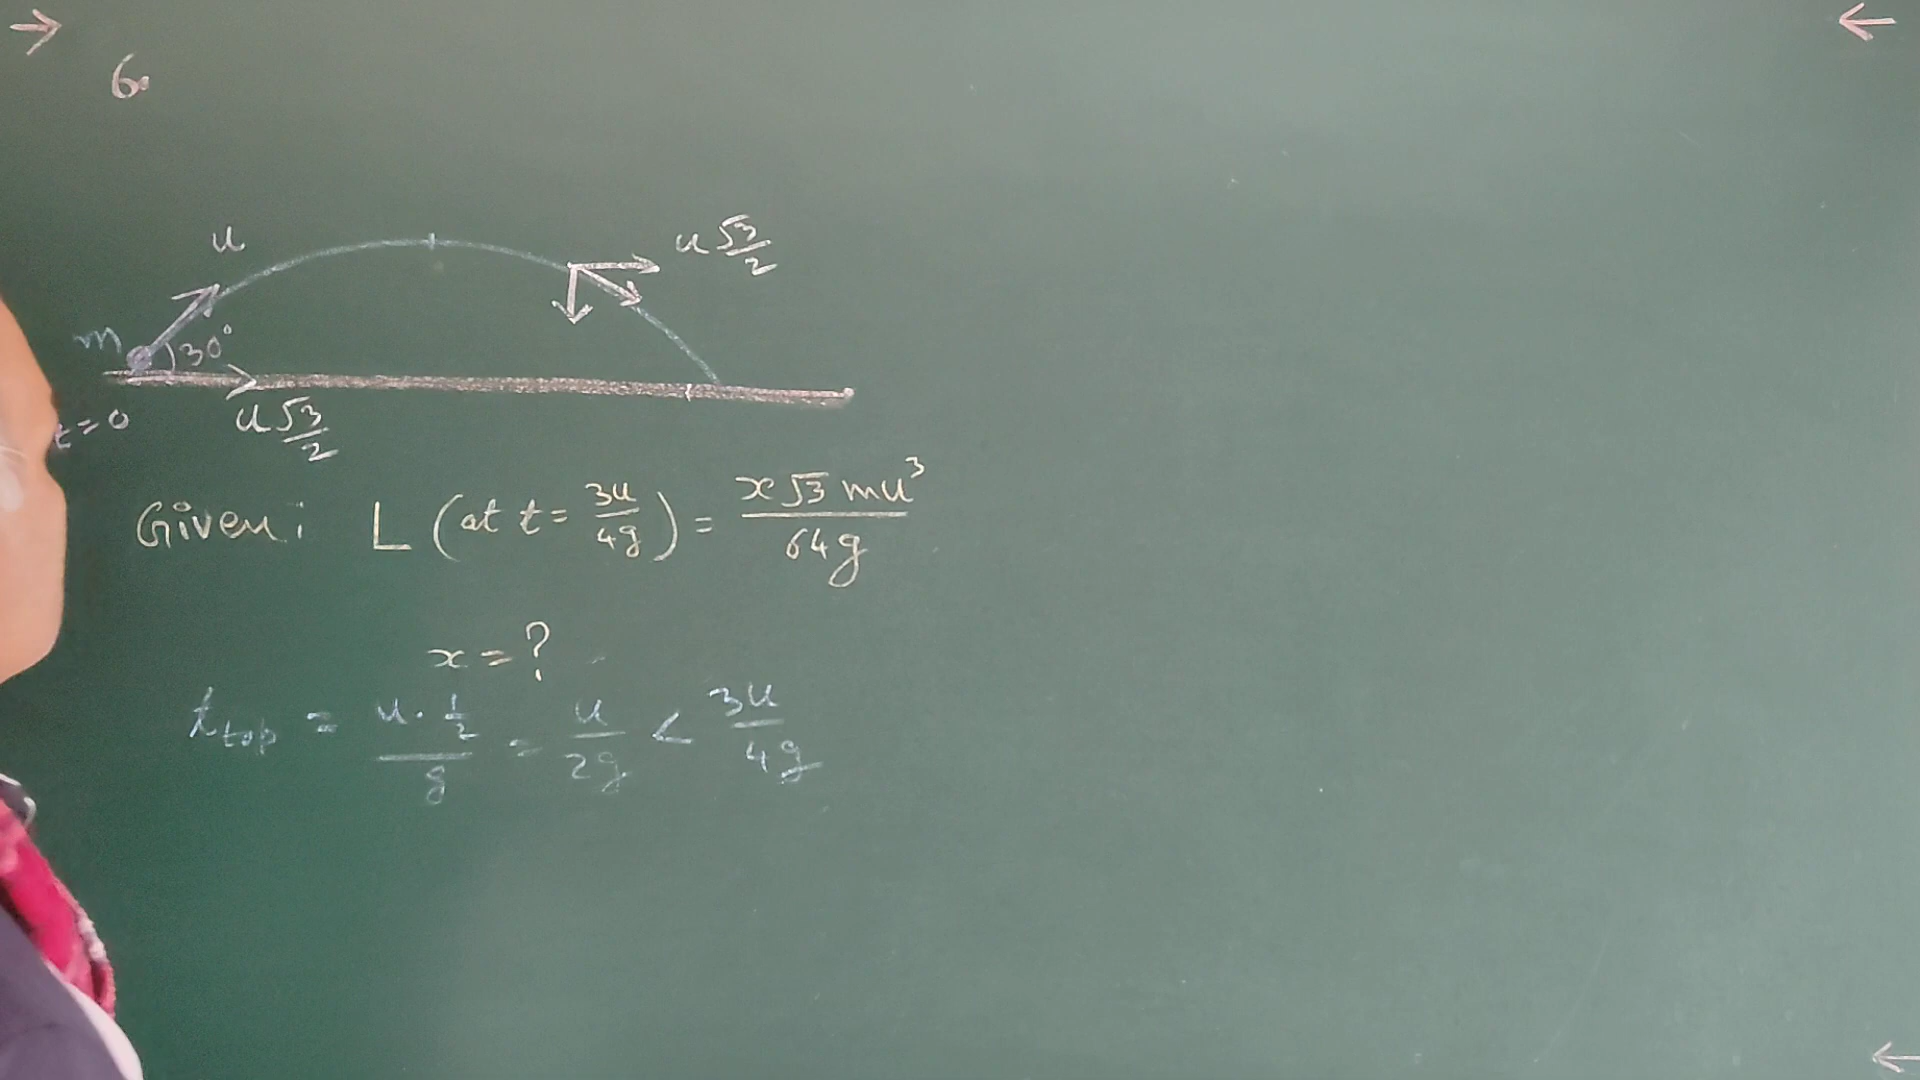 6.
u
u √3/2
m
30°
t=0
u √3/2
Given: L (at t = 3u/4g) = x√3 mu³/64g
x = ?
t top = u · 1/2 / g = u/2g < 3u/4g